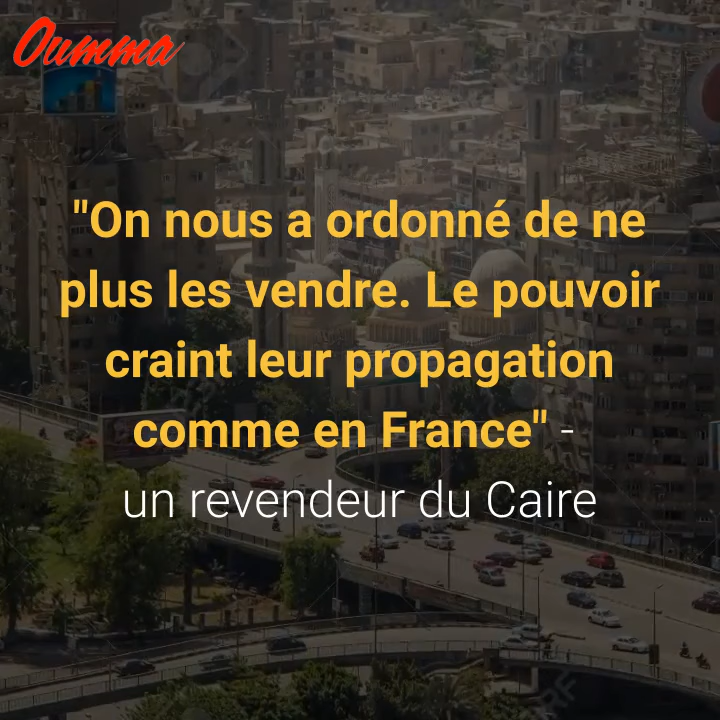 Oumma
"On nous a ordonné de ne
plus les vendre. Le pouvoir
craint leur propagation
comme en France" -
un revendeur du Caire